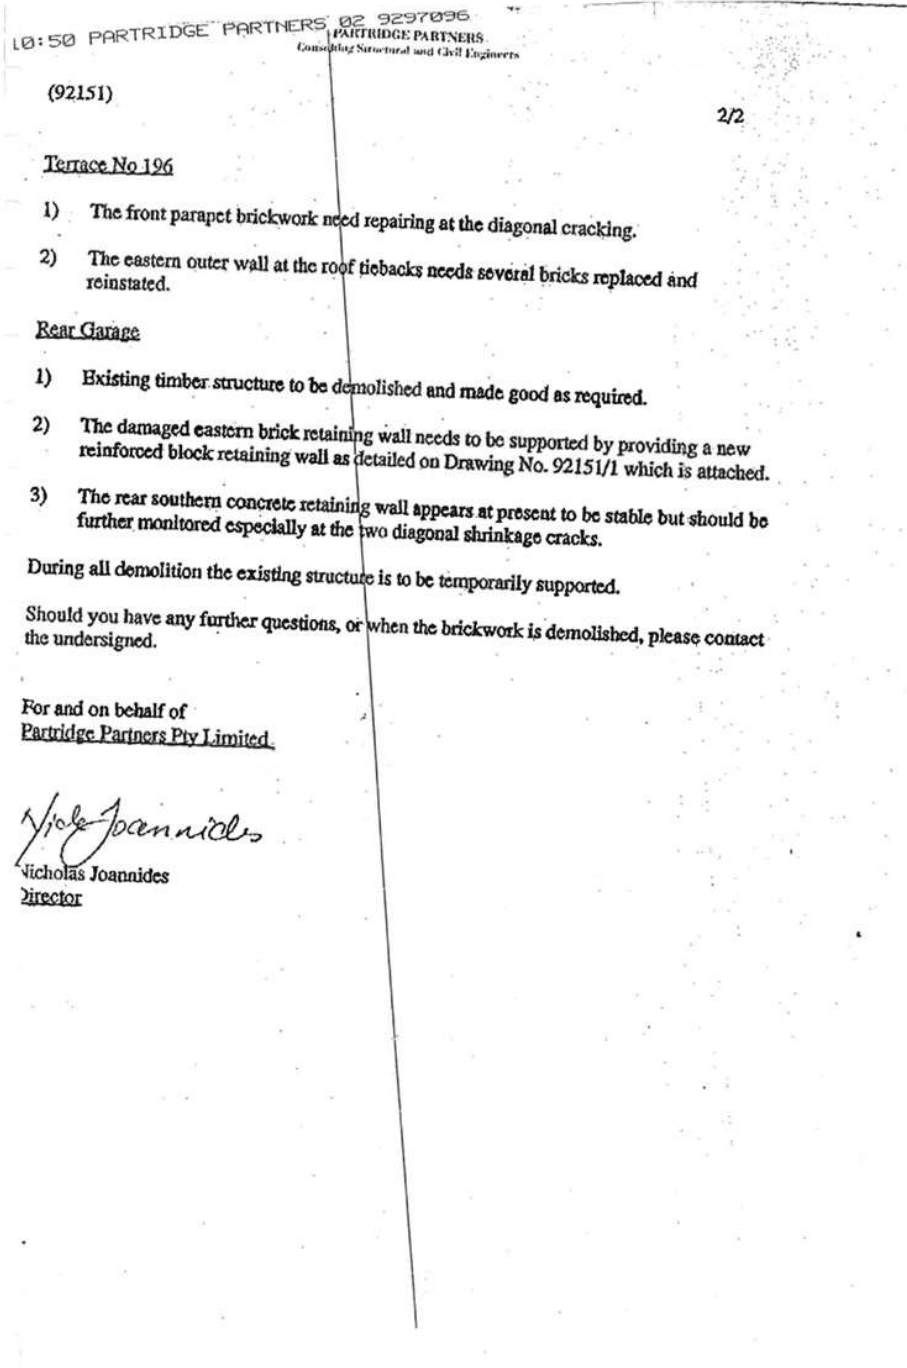 10:50 PARTRIDGE PARTNERS 02 9297096
PARTRIDGE PARTNERS
Consulting Structural and Civil Engineers
(92151)
2/2
Terrace No 196
1) The front parapet brickwork need repairing at the diagonal cracking.
2) The eastern outer wall at the roof tiebacks needs several bricks replaced and
reinstated.
Rear Garage
1) Existing timber structure to be demolished and made good as required.
2) The damaged eastern brick retaining wall needs to be supported by providing a new
reinforced block retaining wall as detailed on Drawing No. 92151/1 which is attached.
3) The rear southern concrete retaining wall appears at present to be stable but should be
further monitored especially at the two diagonal shrinkage cracks.
During all demolition the existing structure is to be temporarily supported.
Should you have any further questions, or when the brickwork is demolished, please contact
the undersigned.
For and on behalf of
Partridge Partners Pty Limited.
Nick Joannides
Nicholas Joannides
Director